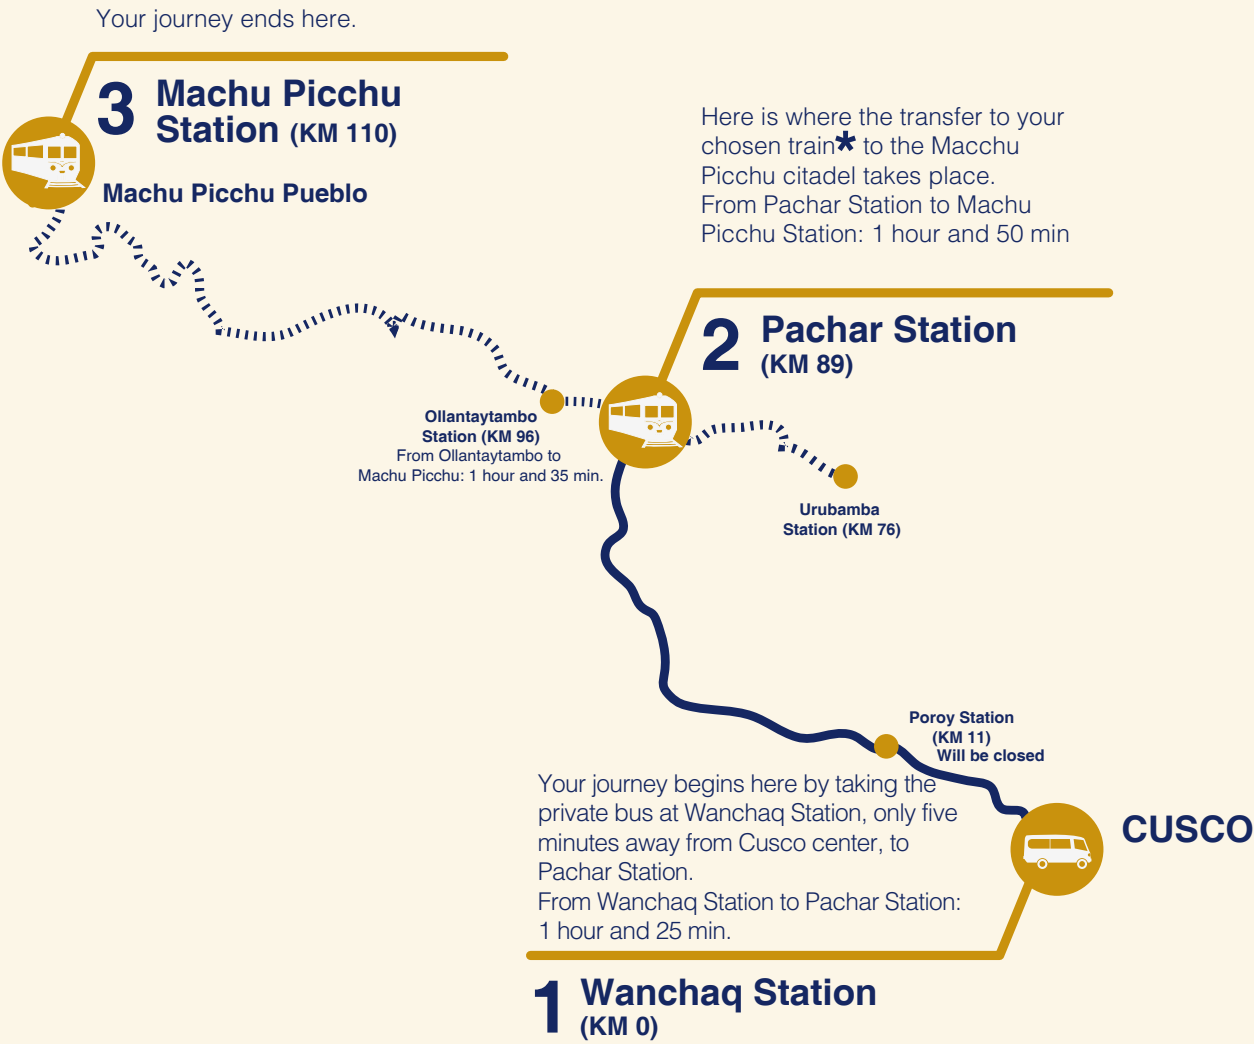 Your journey ends here.
3 Machu Picchu
Station (KM 110)
Machu Picchu Pueblo
Here is where the transfer to your
chosen train* to the Macchu
Picchu citadel takes place.
From Pachar Station to Machu
Picchu Station: 1 hour and 50 min
2 Pachar Station
(KM 89)
Ollantaytambo
Station (KM 96)
From Ollantaytambo to
Machu Picchu: 1 hour and 35 min.
Urubamba
Station (KM 76)
Poroy Station
(KM 11)
Will be closed
Your journey begins here by taking the
private bus at Wanchaq Station, only five
minutes away from Cusco center, to
Pachar Station.
From Wanchaq Station to Pachar Station:
1 hour and 25 min.
CUSCO
1 Wanchaq Station
(KM 0)